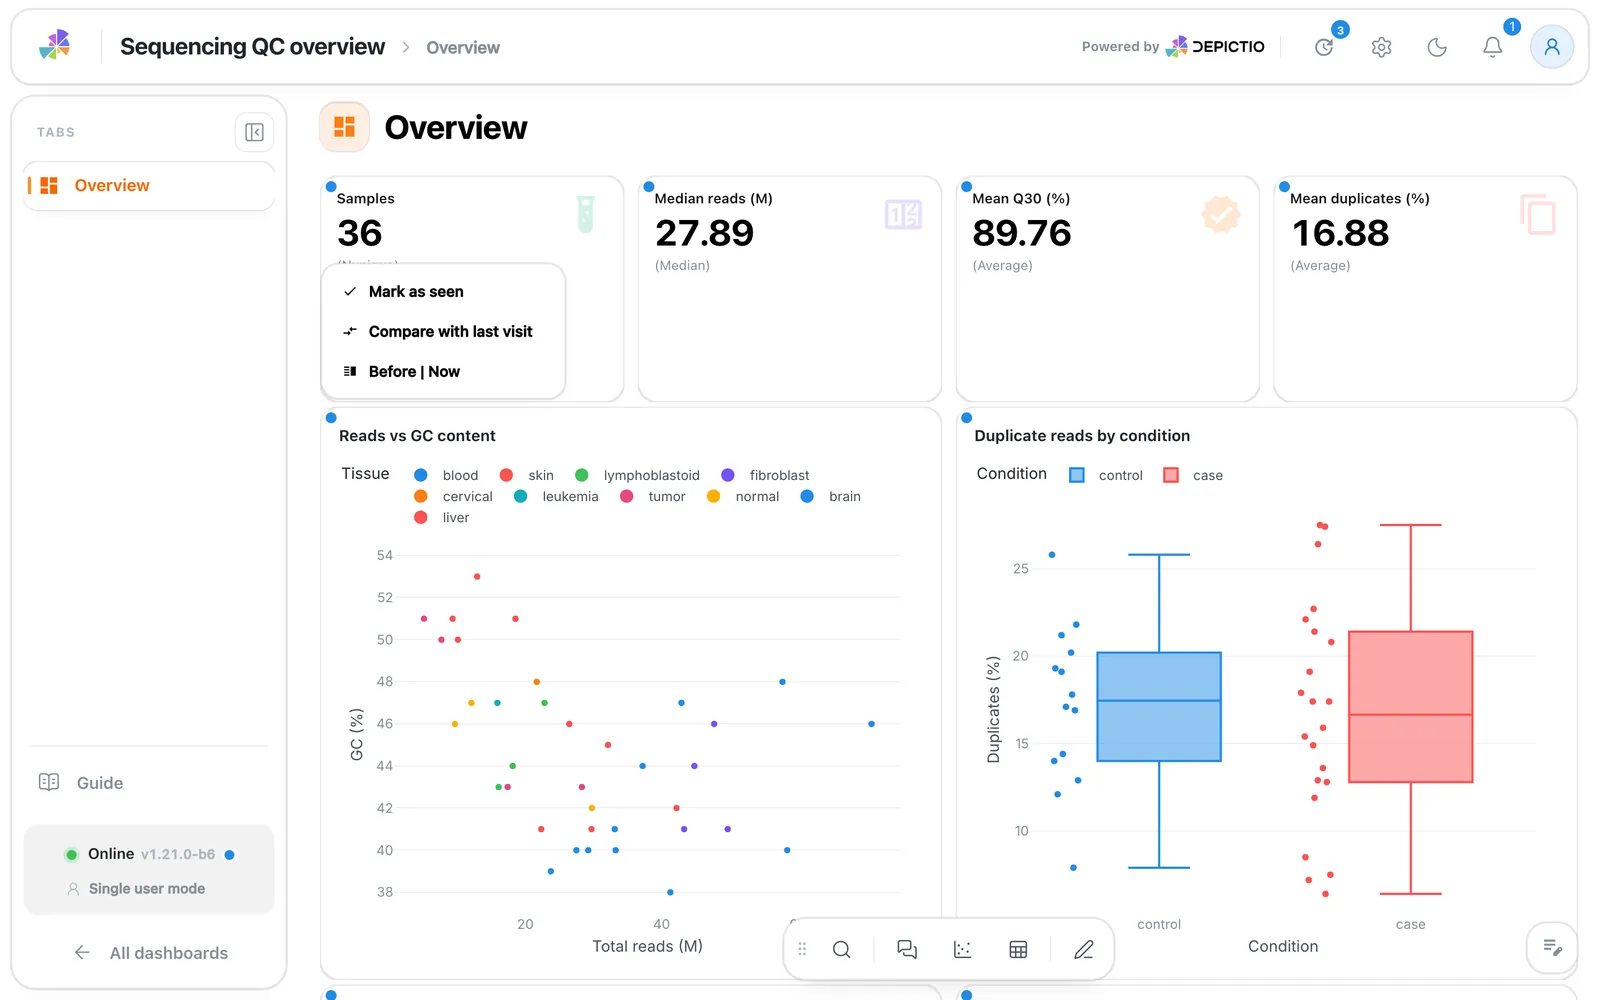 Sequencing QC overview
Overview
Powered by DEPICTIO
3
1
TABS
Overview
Guide
Online v1.21.0-b6
Single user mode
All dashboards
Overview
Samples
36
Mark as seen
Compare with last visit
Before | Now
Median reads (M)
27.89
(Median)
Mean Q30 (%)
89.76
(Average)
Mean duplicates (%)
16.88
(Average)
Reads vs GC content
Tissue
blood skin lymphoblastoid fibroblast
cervical leukemia tumor normal brain
liver
54
52
50
48
46
44
42
40
38
GC (%)
20 40
Total reads (M)
Duplicate reads by condition
Condition control case
25
20
15
10
Duplicates (%)
control case
Condition